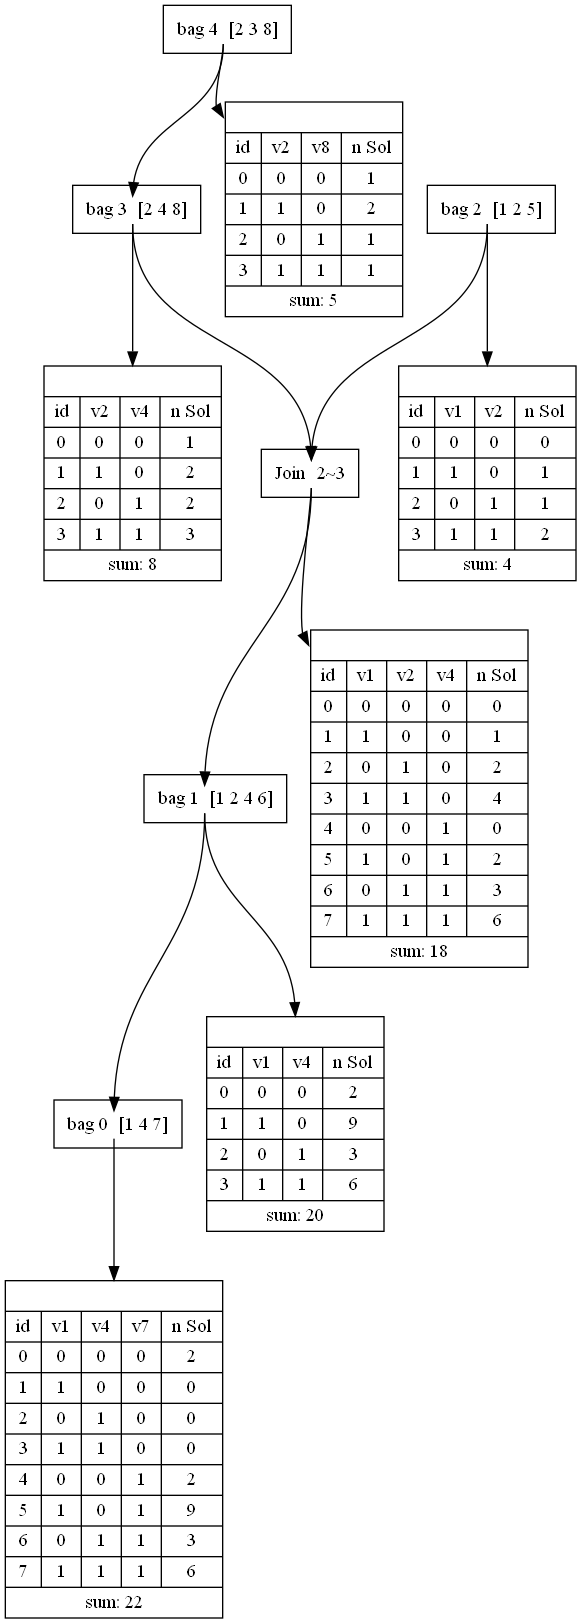 bag 4 [2 3 8]
id v2 v8 n Sol
0 0 0 1
1 1 0 2
2 0 1 1
3 1 1 1
sum: 5
bag 3 [2 4 8]
bag 2 [1 2 5]
id v2 v4 n Sol
0 0 0 1
1 1 0 2
2 0 1 2
3 1 1 3
sum: 8
Join 2~3
id v1 v2 n Sol
0 0 0 0
1 1 0 1
2 0 1 1
3 1 1 2
sum: 4
id v1 v2 v4 n Sol
0 0 0 0 0
1 1 0 0 1
2 0 1 0 2
3 1 1 0 4
4 0 0 1 0
5 1 0 1 2
6 0 1 1 3
7 1 1 1 6
sum: 18
bag 1 [1 2 4 6]
id v1 v4 n Sol
0 0 0 2
1 1 0 9
2 0 1 3
3 1 1 6
sum: 20
bag 0 [1 4 7]
id v1 v4 v7 n Sol
0 0 0 0 2
1 1 0 0 0
2 0 1 0 0
3 1 1 0 0
4 0 0 1 2
5 1 0 1 9
6 0 1 1 3
7 1 1 1 6
sum: 22